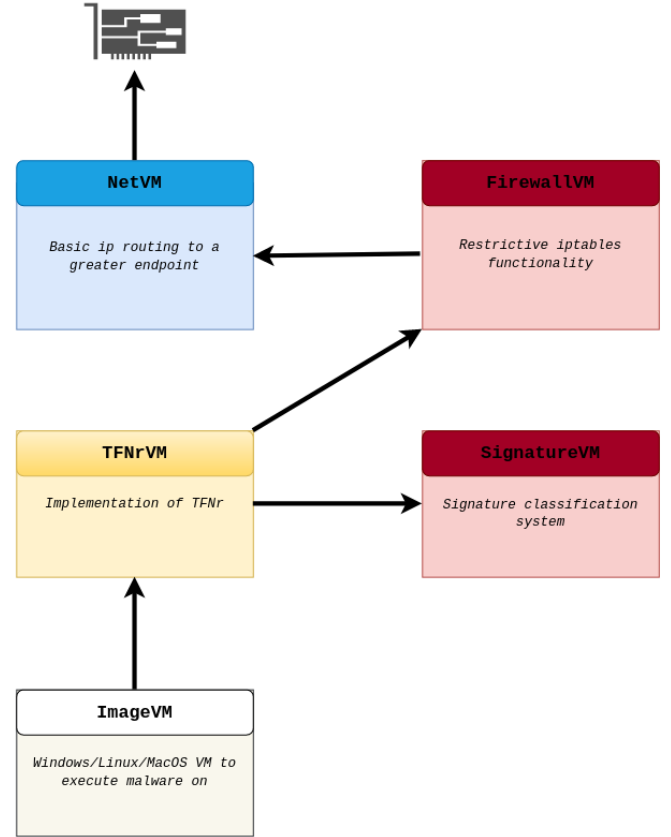 NetVM
Basic ip routing to a
greater endpoint
FirewallVM
Restrictive iptables
functionality
TFNrVM
Implementation of TFNr
SignatureVM
Signature classification
system
ImageVM
Windows/Linux/MacOS VM to
execute malware on